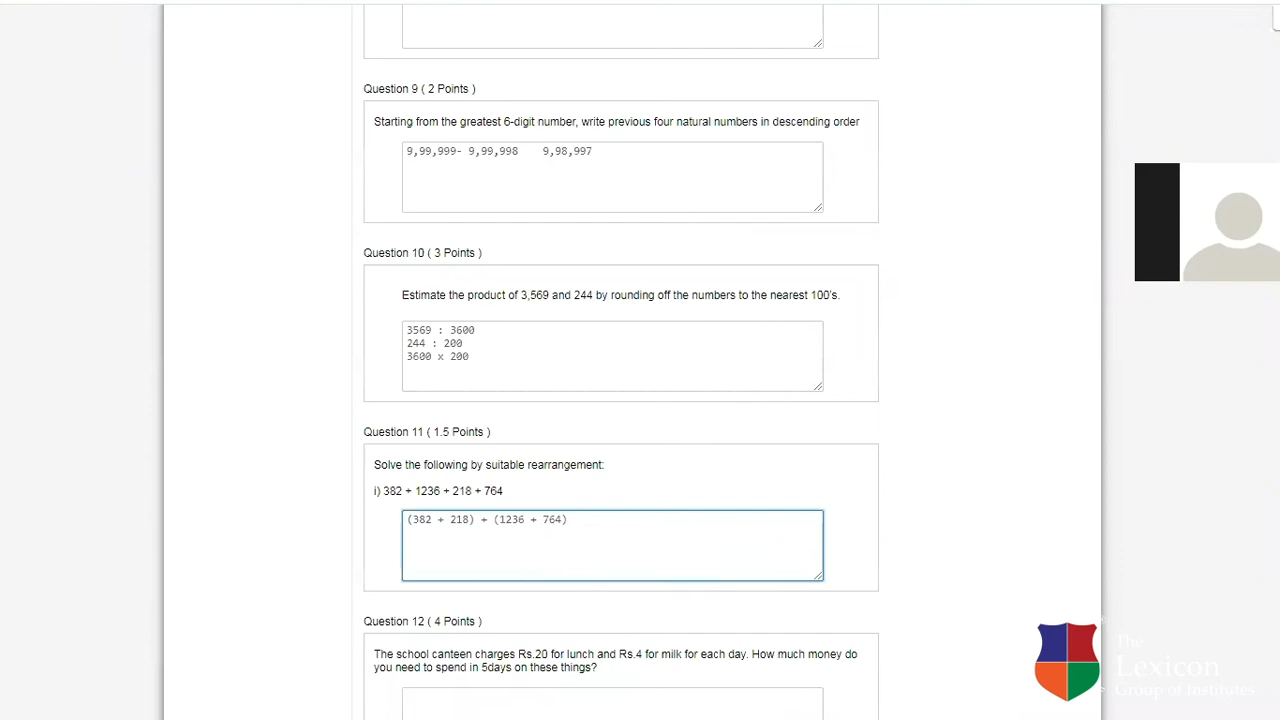 Question 9 ( 2 Points )
Starting from the greatest 6-digit number, write previous four natural numbers in descending order
9,99,999- 9,99,998 9,98,997
Question 10 ( 3 Points )
Estimate the product of 3,569 and 244 by rounding off the numbers to the nearest 100's.
3569 : 3600
244 : 200
3600 x 200
Question 11 ( 1.5 Points )
Solve the following by suitable rearrangement:
i) 382 + 1236 + 218 + 764
(382 + 218) + (1236 + 764)
Question 12 ( 4 Points )
The school canteen charges Rs.20 for lunch and Rs.4 for milk for each day. How much money do
you need to spend in 5days on these things?
The
Lexicon
Group of Institutes